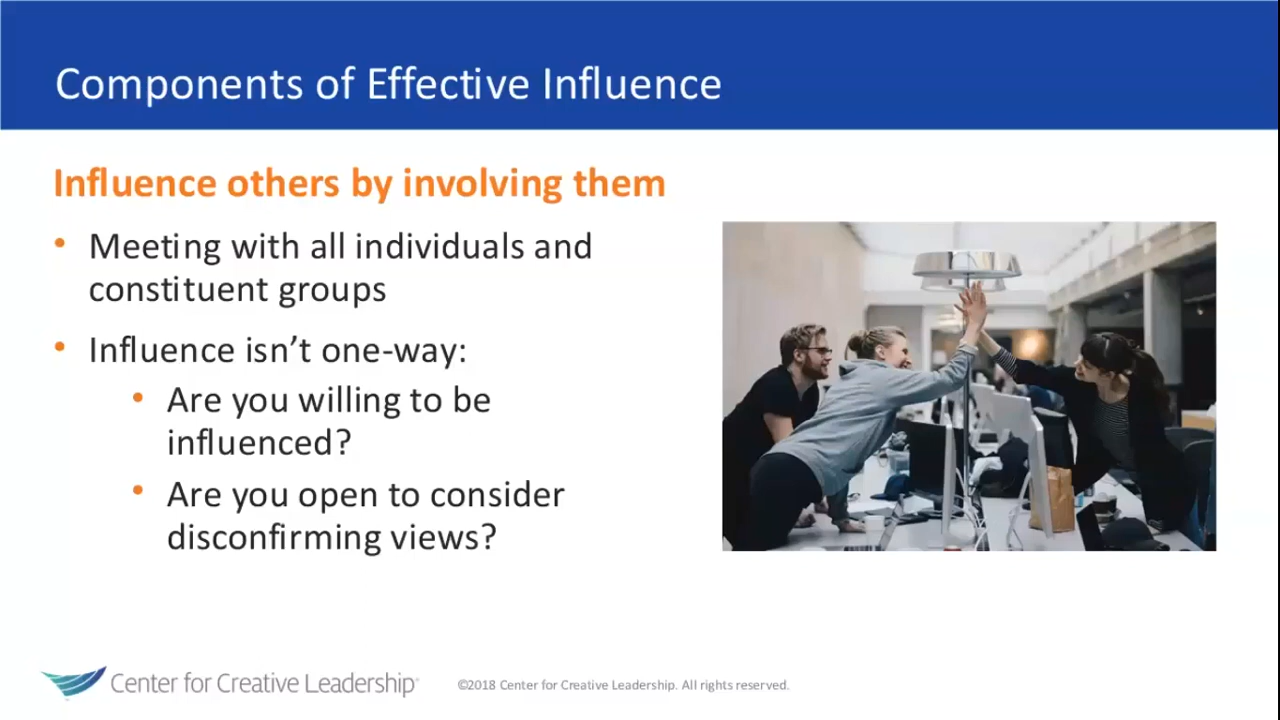 Components of Effective Influence
Influence others by involving them
• Meeting with all individuals and
constituent groups
• Influence isn’t one-way:
• Are you willing to be
influenced?
• Are you open to consider
disconfirming views?
Center for Creative Leadership®
©2018 Center for Creative Leadership. All rights reserved.